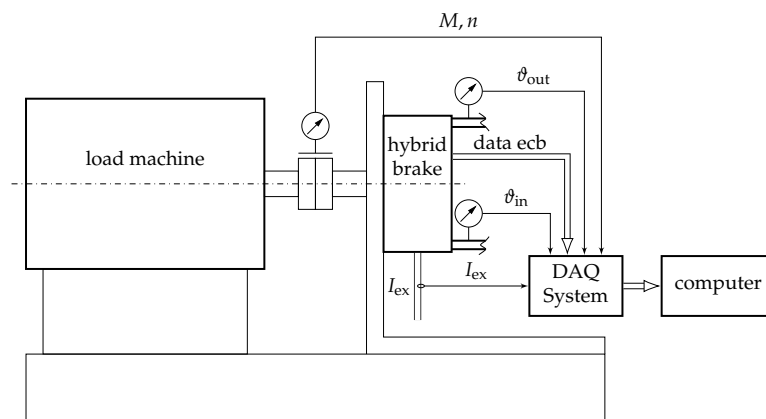 M, n
ϑout
load machine
hybrid
brake
data ecb
ϑin
Iex
Iex
DAQ
System
computer